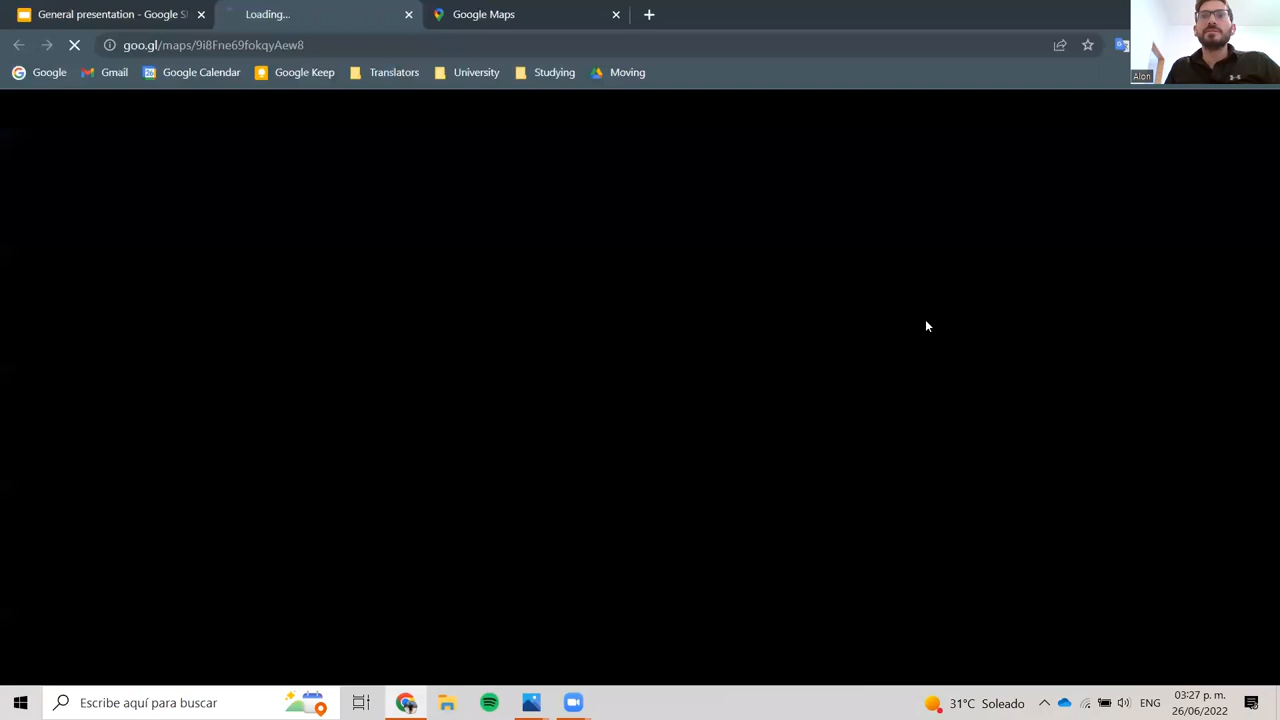 General presentation - Google Sl
Loading...
Google Maps
goo.gl/maps/9i8Fne69fokqyAew8
Google
Gmail
26
Google Calendar
Google Keep
Translators
University
Studying
Moving
Alon
Escribe aquí para buscar
31°C Soleado
ENG
03:27 p. m.
26/06/2022